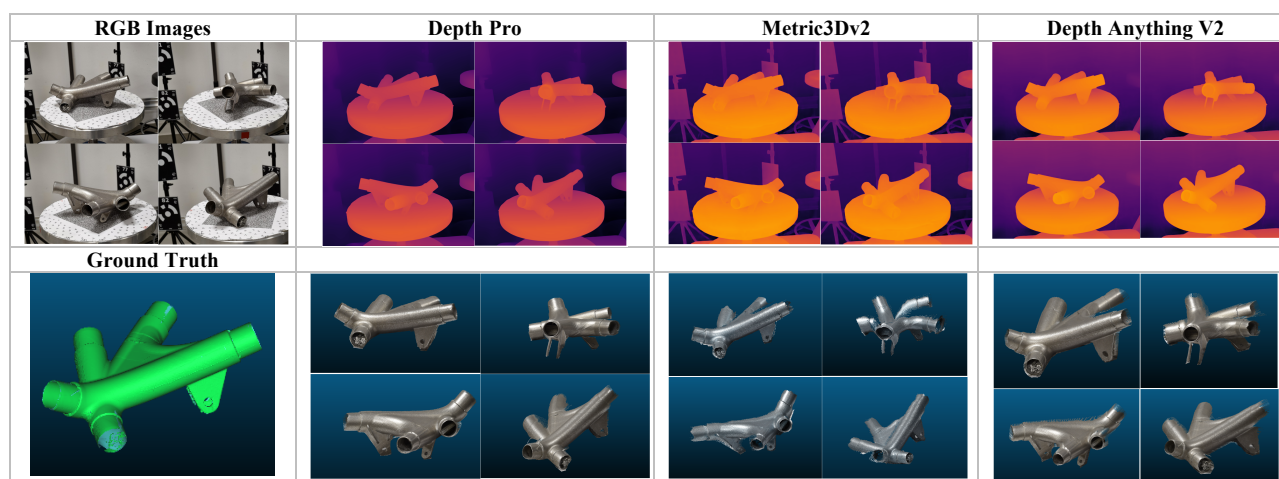 RGB Images Depth Pro Metric3Dv2 Depth Anything V2
Ground Truth